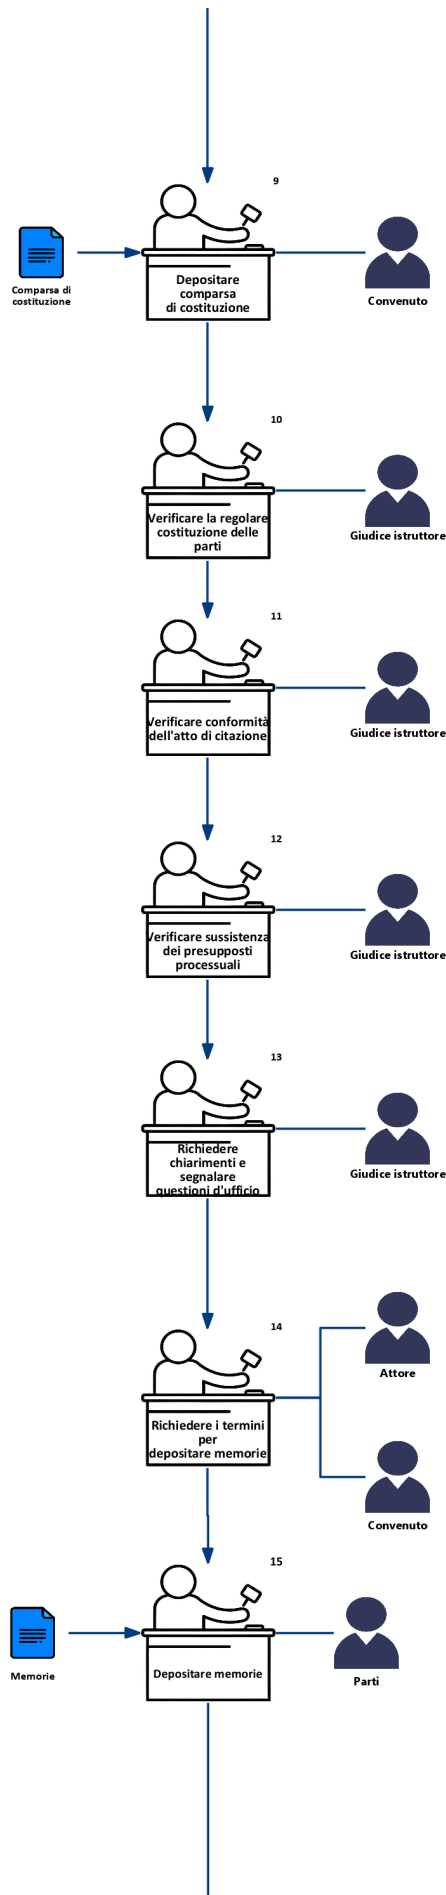 9
Comparsa di
costituzione
Depositare
comparsa
di costituzione
Convenuto
10
Verificare la regolare
costituzione delle
parti
Giudice istruttore
11
Verificare conformità
dell'atto di citazione
Giudice istruttore
12
Verificare sussistenza
dei presupposti
processuali
Giudice istruttore
13
Richiedere
chiarimenti e
segnalare
questioni d'ufficio
Giudice istruttore
14
Attore
Richiedere i termini
per
depositare memorie
Convenuto
15
Memorie
Depositare memorie
Parti